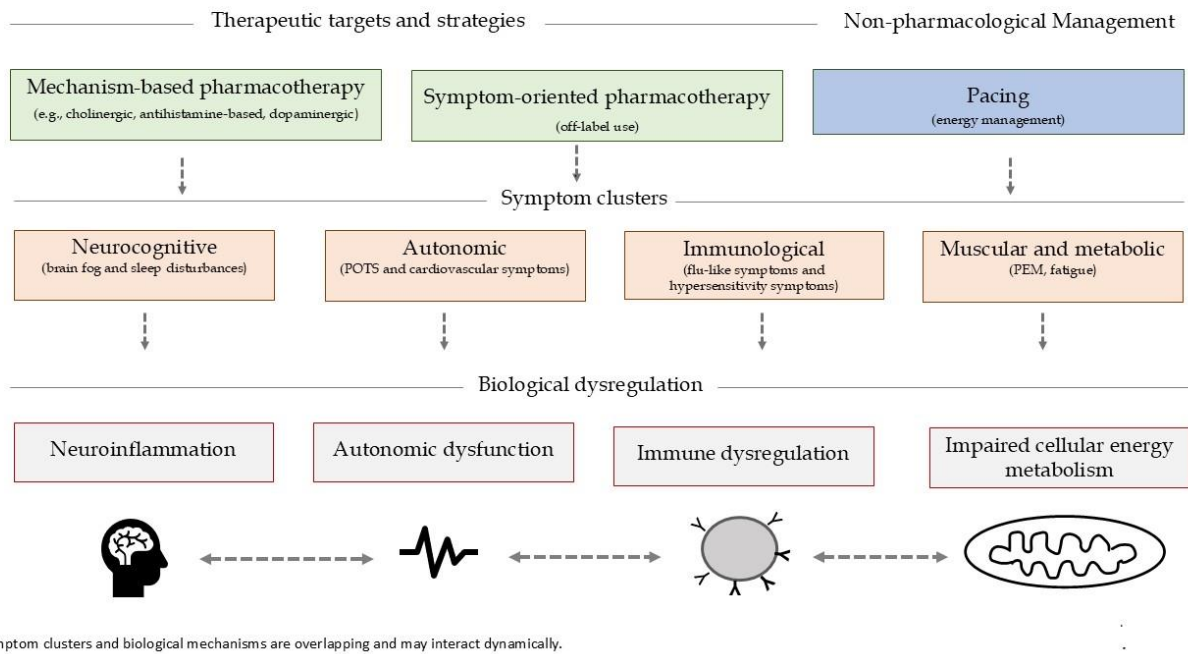 Therapeutic targets and strategies
Non-pharmacological Management
Mechanism-based pharmacotherapy
(e.g., cholinergic, antihistamine-based, dopaminergic)
Symptom-oriented pharmacotherapy
(off-label use)
Pacing
(energy management)
Symptom clusters
Neurocognitive
(brain fog and sleep disturbances)
Autonomic
(POTS and cardiovascular symptoms)
Immunological
(flu-like symptoms and
hypersensitivity symptoms)
Muscular and metabolic
(PEM, fatigue)
Biological dysregulation
Neuroinflammation
Autonomic dysfunction
Immune dysregulation
Impaired cellular energy
metabolism
mptom clusters and biological mechanisms are overlapping and may interact dynamically.